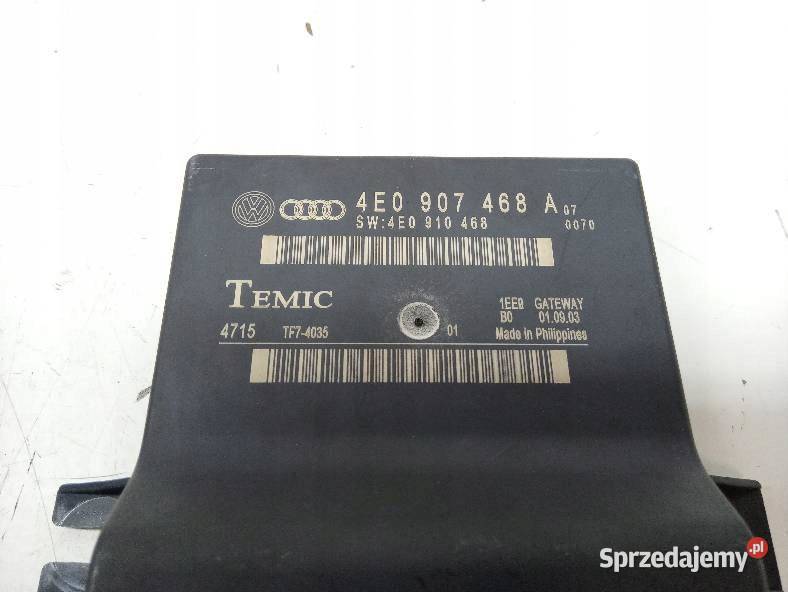 4E0 907 468 A 07
SW:4E0 910 468 0070
TEMIC
1EE0 GATEWAY
B0 01.09.03
4715 TF7-4035 01 Made in Philippines
Sprzedajemy.pl